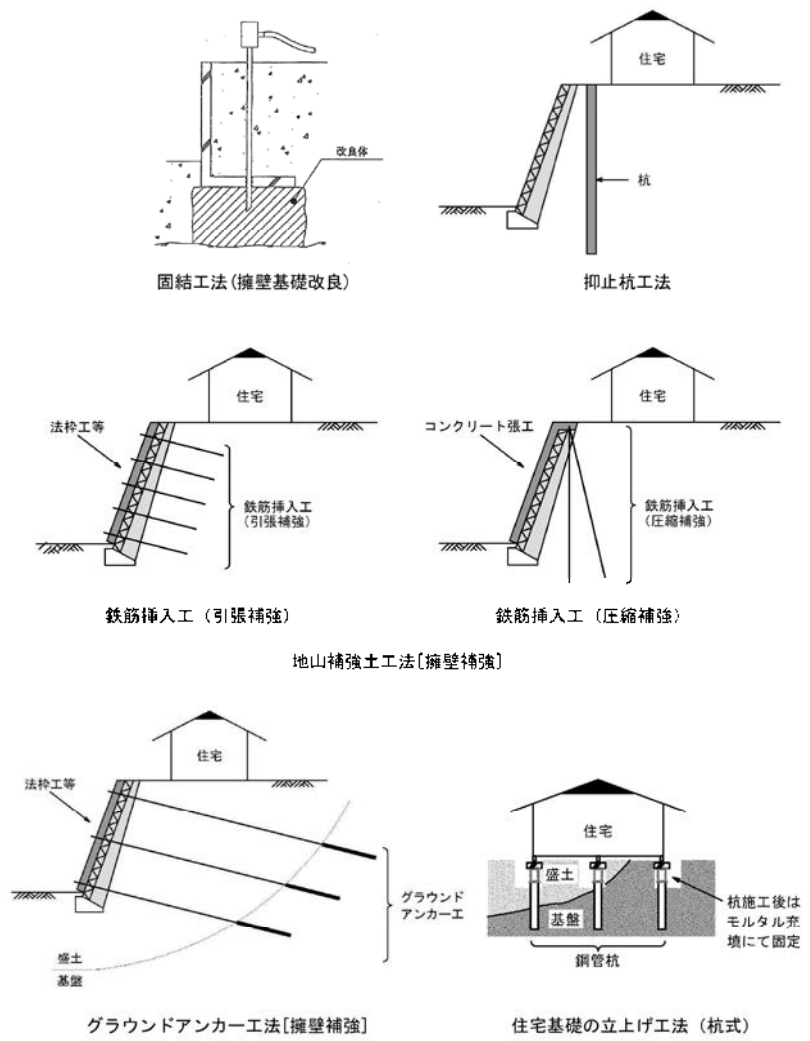 改良体
固結工法(擁壁基礎改良)
住宅
杭
抑止杭工法
住宅
法枠工等
鉄筋挿入工
(引張補強)
鉄筋挿入工（引張補強）
住宅
コンクリート張工
鉄筋挿入工
(圧縮補強)
鉄筋挿入工（圧縮補強）
地山補強土工法[擁壁補強]
住宅
法枠工等
グラウンド
アンカー工
盛土
基盤
グラウンドアンカー工法[擁壁補強]
住宅
盛土
基盤
杭施工後は
モルタル充
填にて固定
鋼管杭
住宅基礎の立上げ工法（杭式）